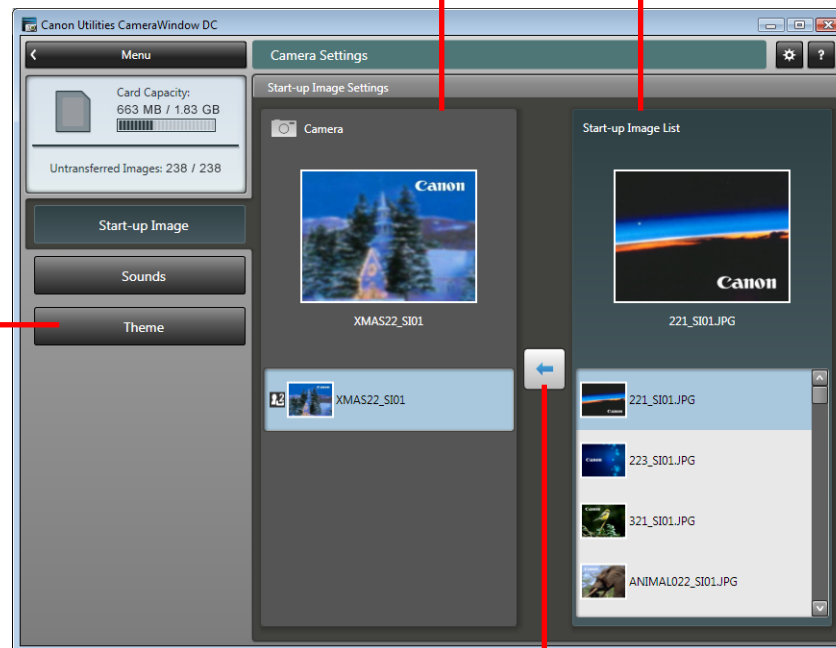 Canon Utilities CameraWindow DC
Menu
Camera Settings
?
Card Capacity:
663 MB / 1.83 GB
Untransferred Images: 238 / 238
Start-up Image
Sounds
Theme
Start-up Image Settings
Camera
Canon
XMAS22_SI01
XMAS22_SI01
Start-up Image List
Canon
221_SI01.JPG
221_SI01.JPG
223_SI01.JPG
321_SI01.JPG
ANIMAL022_SI01.JPG